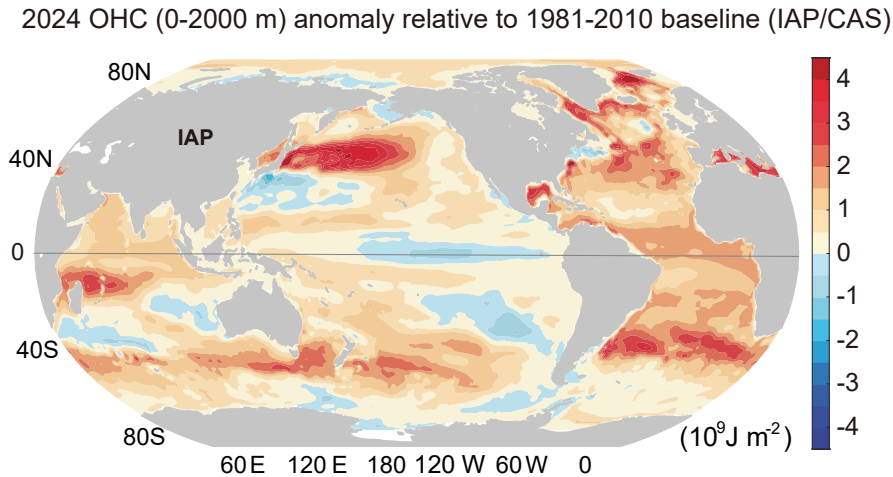 2024 OHC (0-2000 m) anomaly relative to 1981-2010 baseline (IAP/CAS)
80N
IAP
40N
0
40S
80S
60 E 120 E 180 120 W 60 W 0
(10⁹J m⁻²)
4
3
2
1
0
-1
-2
-3
-4